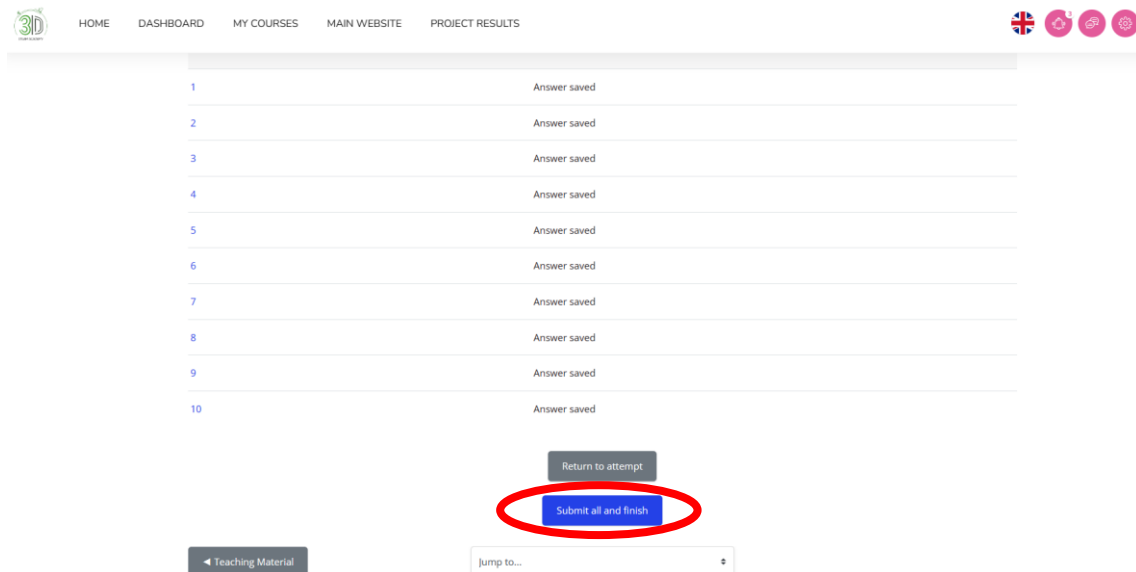 3D
HOME DASHBOARD MY COURSES MAIN WEBSITE PROJECT RESULTS
3
1 Answer saved
2 Answer saved
3 Answer saved
4 Answer saved
5 Answer saved
6 Answer saved
7 Answer saved
8 Answer saved
9 Answer saved
10 Answer saved
Return to attempt
Submit all and finish
◄ Teaching Material Jump to...